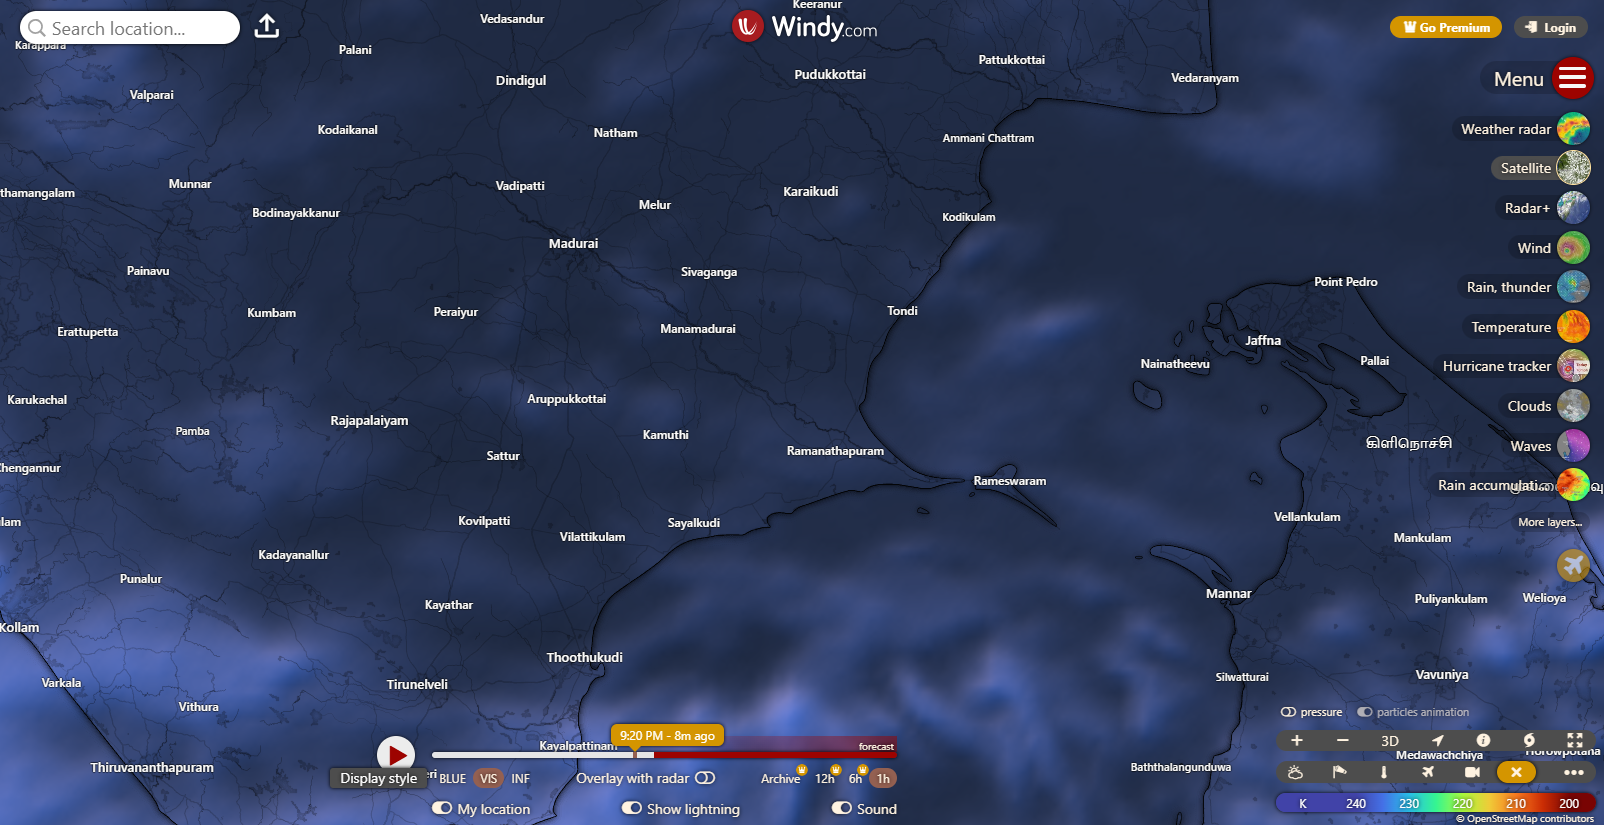 Search location...
Windy.com
Go Premium
Login
Menu
Weather radar
Satellite
Radar+
Wind
Rain, thunder
Temperature
Hurricane tracker
Clouds
Waves
Rain accumulati...
More layers...
Keeranur
Vedasandur
Karappara
Palani
Pattukkottai
Dindigul
Pudukkottai
Vedaranyam
Valparai
Kodaikanal
Natham
Ammani Chattram
Munnar
Vadipatti
Karaikudi
thamangalam
Melur
Bodinayakkanur
Kodikulam
Madurai
Painavu
Sivaganga
Point Pedro
Kumbam
Peraiyur
Tondi
Erattupetta
Manamadurai
Jaffna
Nainatheevu
Pallai
Karukachal
Aruppukkottai
Rajapalaiyam
Pamba
Kamuthi
கிளிநொச்சி
Ramanathapuram
Sattur
Chengannur
Rameswaram
Vellankulam
Kovilpatti
Sayalkudi
lam
Vilattikulam
Mankulam
Kadayanallur
Punalur
Mannar
Puliyankulam
Welioya
Kayathar
Kollam
Thoothukudi
Vavuniya
Silwatturai
Varkala
Tirunelveli
Vithura
Kayalpattinam
Thiruvananthapuram
Baththalangunduwa
Medawachchiya
Horowpotana
pressure
particles animation
3D
9:20 PM - 8m ago
forecast
Display style
eri
BLUE
VIS
INF
Overlay with radar
Archive
12h
6h
1h
My location
Show lightning
Sound
K 240 230 220 210 200
© OpenStreetMap contributors